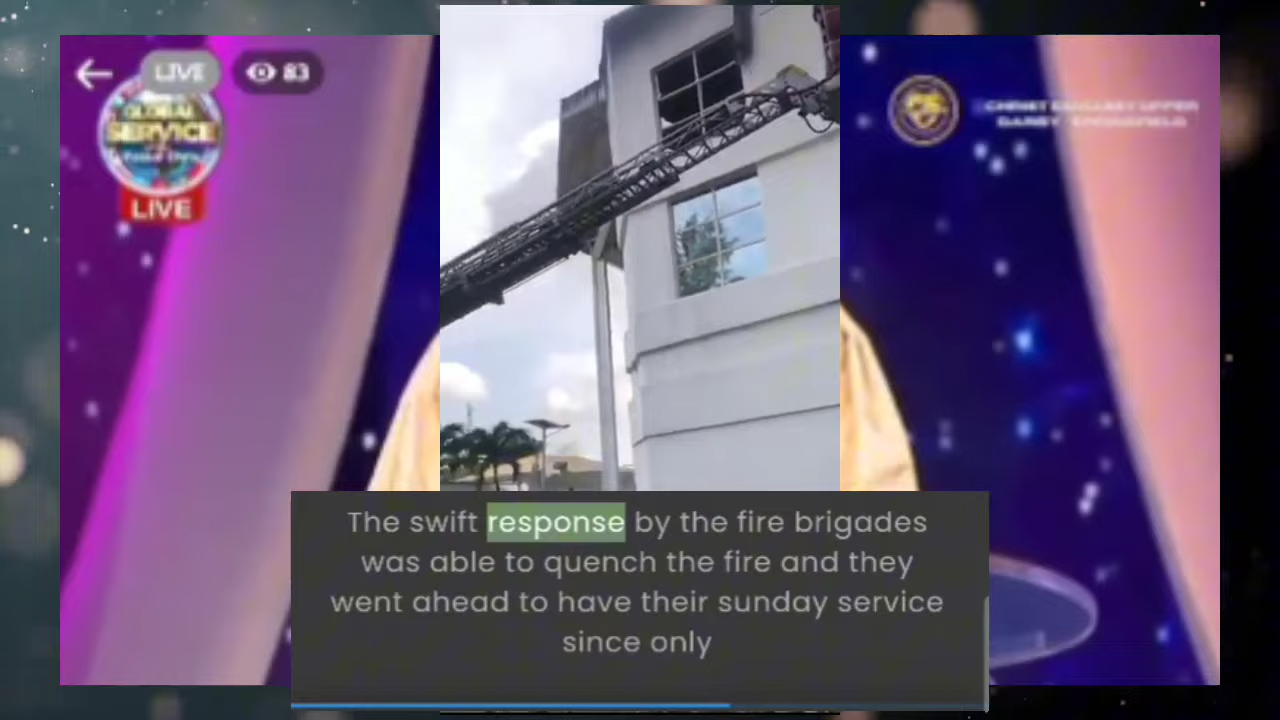 LIVE
83
GLOBAL
SERVICE
LIVE
The swift response by the fire brigades
was able to quench the fire and they
went ahead to have their sunday service
since only